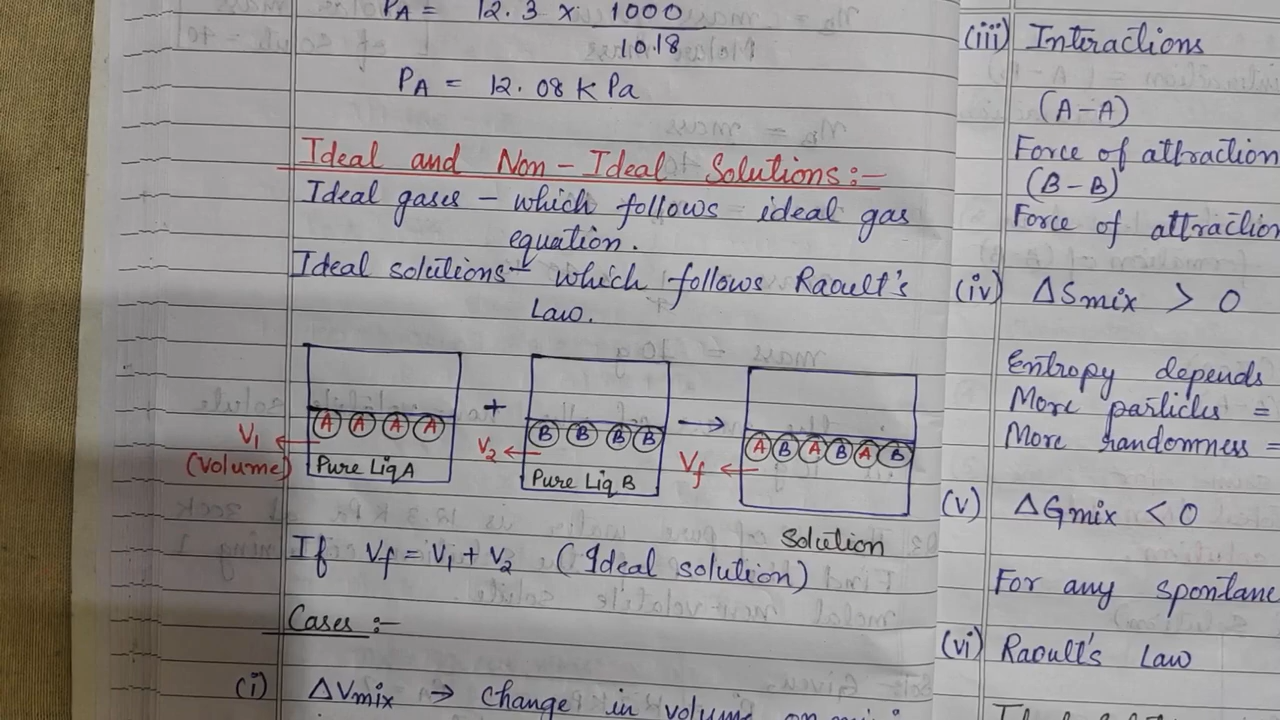 PA = 12.3 x 1000
1018
PA = 12.08 k Pa
Ideal and Non - Ideal Solutions :-
Ideal gases - which follows ideal gas
equation.
Ideal solutions - which follows Raoult's
Law.
A A A A + B B B B → A B A B A B
V1 (Volume)
Pure Liq A
V2
Pure Liq B
Vf
Solution
If Vf = V1 + V2 (Ideal solution)
Cases :-
(i) ΔVmix → change in volume on
(iii) Interactions
(A-A)
Force of attraction
(B-B)
Force of attraction
(iv) ΔSmix > 0
Entropy depends
More particles =
More randomness =
(v) ΔGmix < 0
For any spontane
(vi) Raoult's Law